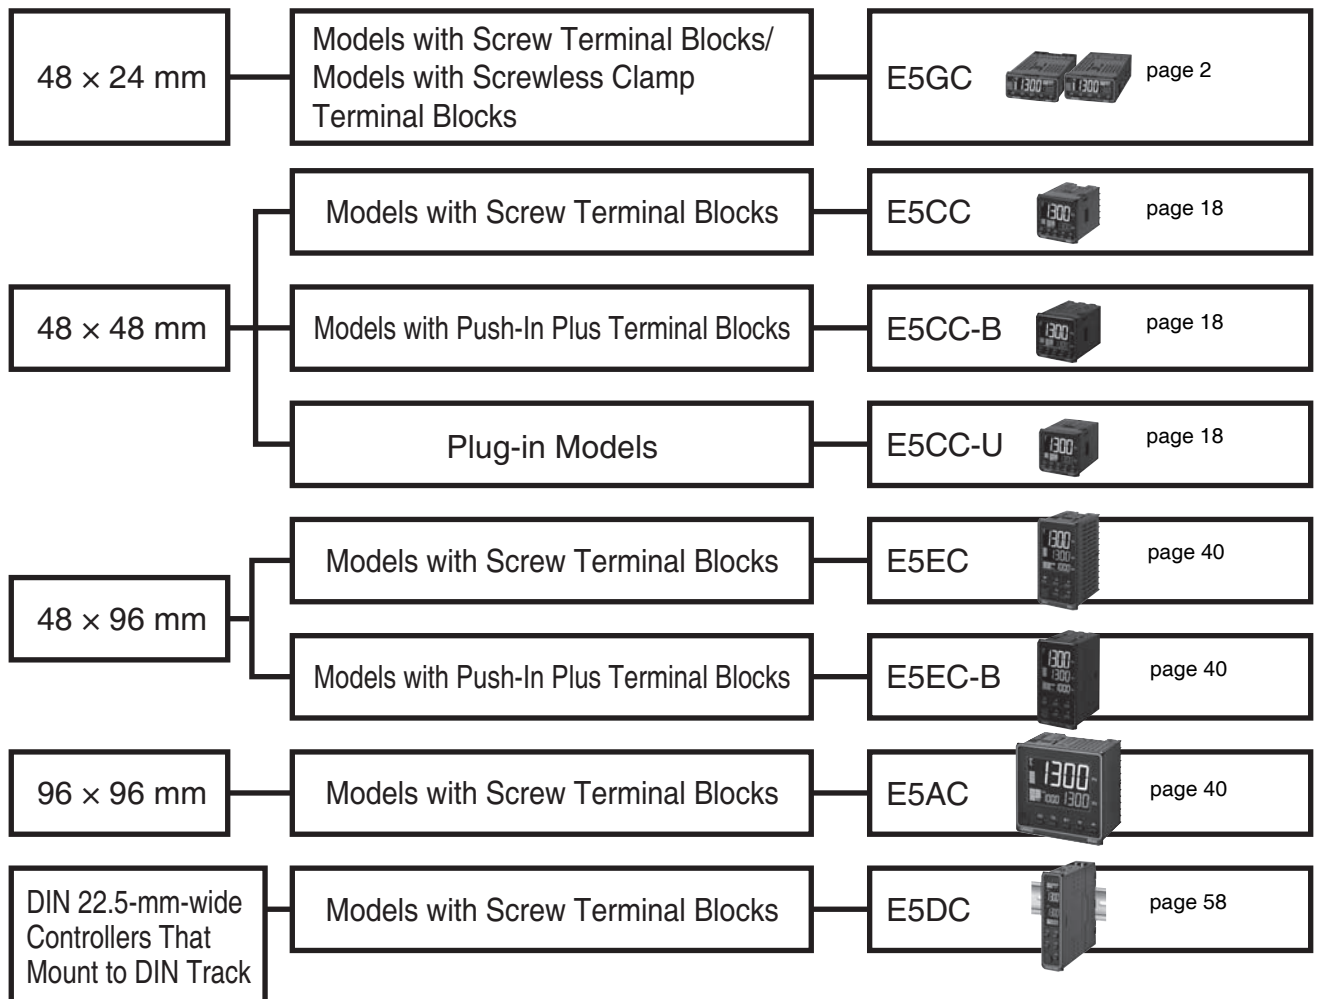 48 × 24 mm
Models with Screw Terminal Blocks/
Models with Screwless Clamp
Terminal Blocks
E5GC
page 2
48 × 48 mm
Models with Screw Terminal Blocks
E5CC
page 18
Models with Push-In Plus Terminal Blocks
E5CC-B
page 18
Plug-in Models
E5CC-U
page 18
48 × 96 mm
Models with Screw Terminal Blocks
E5EC
page 40
Models with Push-In Plus Terminal Blocks
E5EC-B
page 40
96 × 96 mm
Models with Screw Terminal Blocks
E5AC
1300
1000 1300
page 40
DIN 22.5-mm-wide
Controllers That
Mount to DIN Track
Models with Screw Terminal Blocks
E5DC
page 58